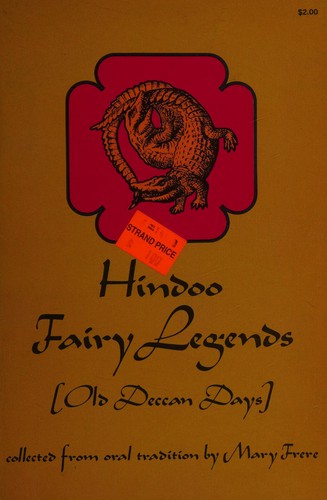 $2.00
STRAND PRICE
Hindoo
Fairy Legends
[Old Deccan Days]
collected from oral tradition by Mary Frere